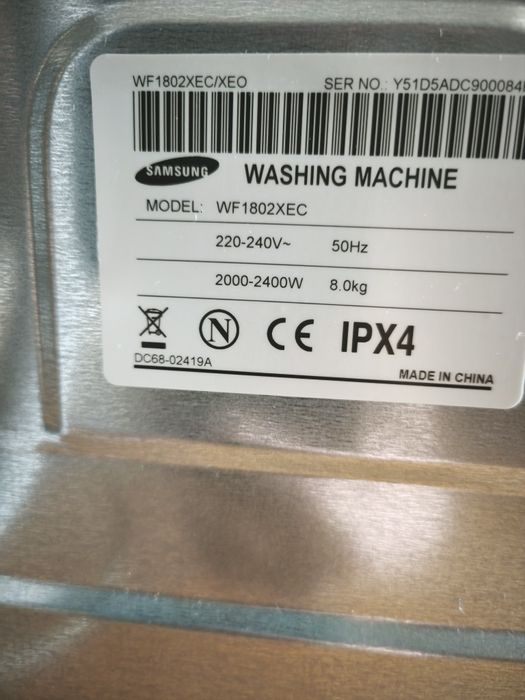 WF1802XEC/XEO SER NO.: Y51D5ADC900084
SAMSUNG WASHING MACHINE
MODEL: WF1802XEC
220-240V~ 50Hz
2000-2400W 8.0kg
N CE IPX4
DC68-02419A
MADE IN CHINA